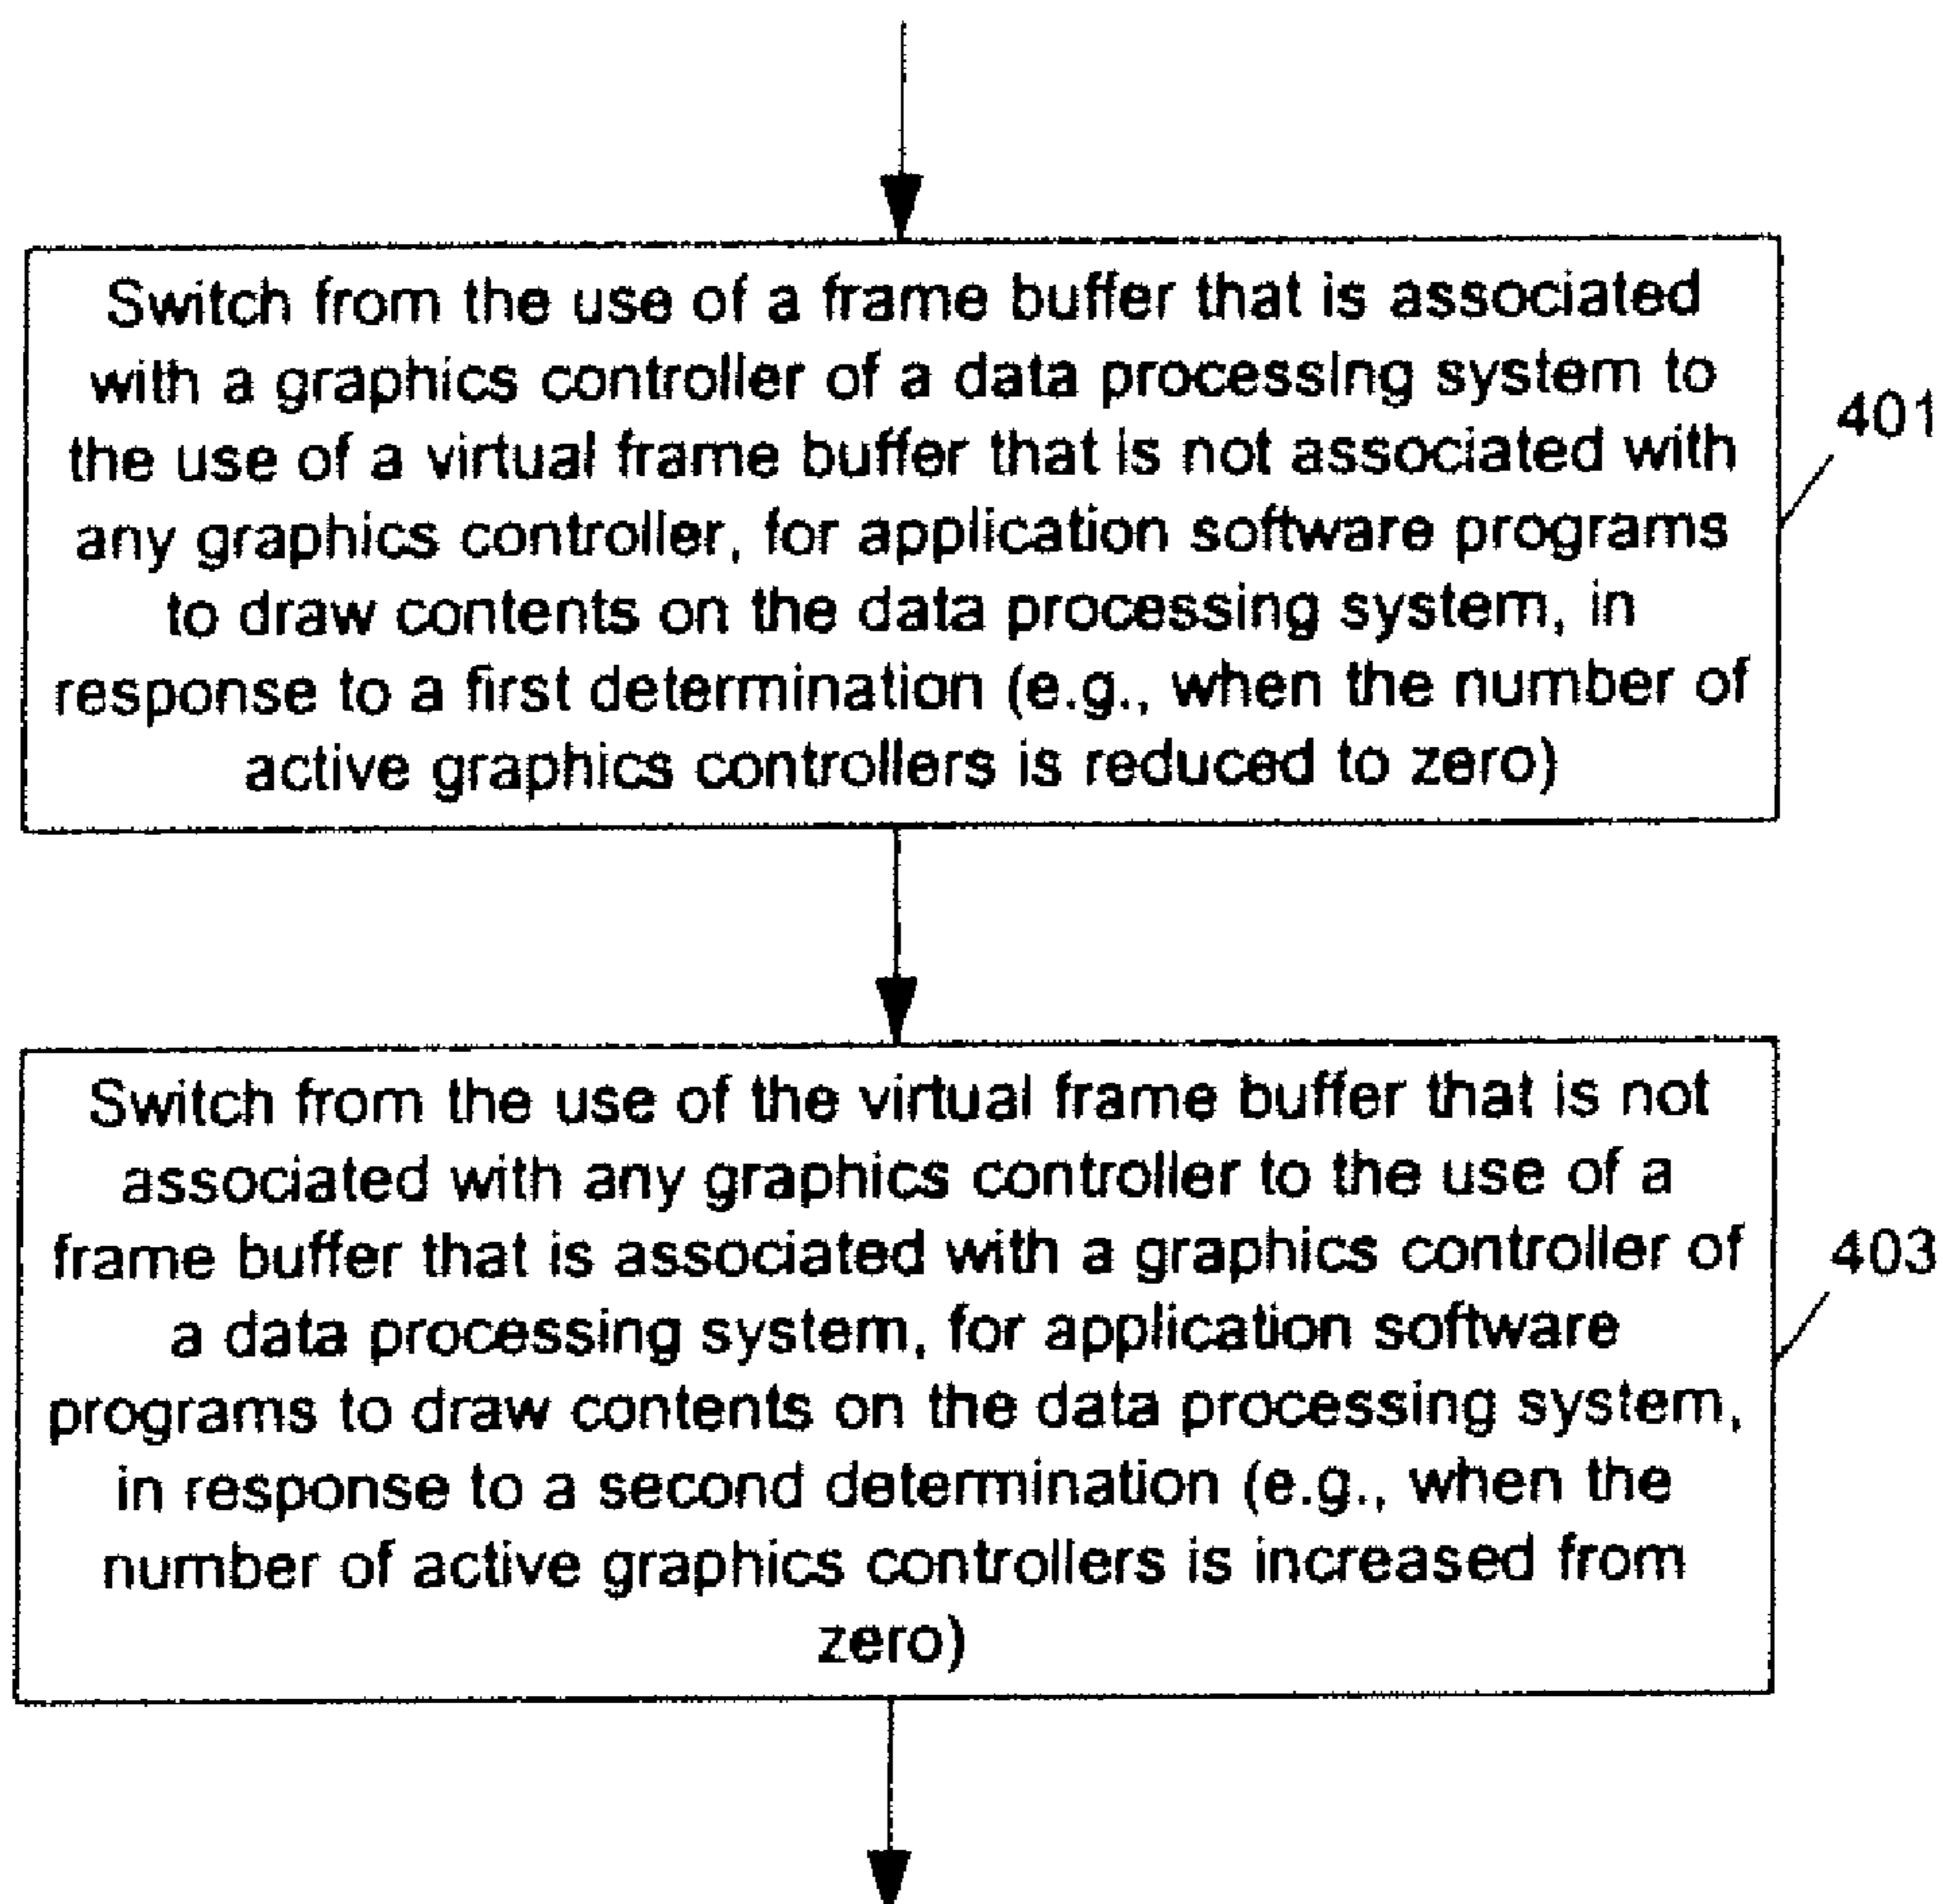 Switch from the use of a frame buffer that is associated
with a graphics controller of a data processing system to
the use of a virtual frame buffer that is not associated with
any graphics controller, for application software programs
to draw contents on the data processing system, in
response to a first determination (e.g., when the number of
active graphics controllers is reduced to zero)
401
Switch from the use of the virtual frame buffer that is not
associated with any graphics controller to the use of a
frame buffer that is associated with a graphics controller of
a data processing system, for application software
programs to draw contents on the data processing system,
in response to a second determination (e.g., when the
number of active graphics controllers is increased from
zero)
403